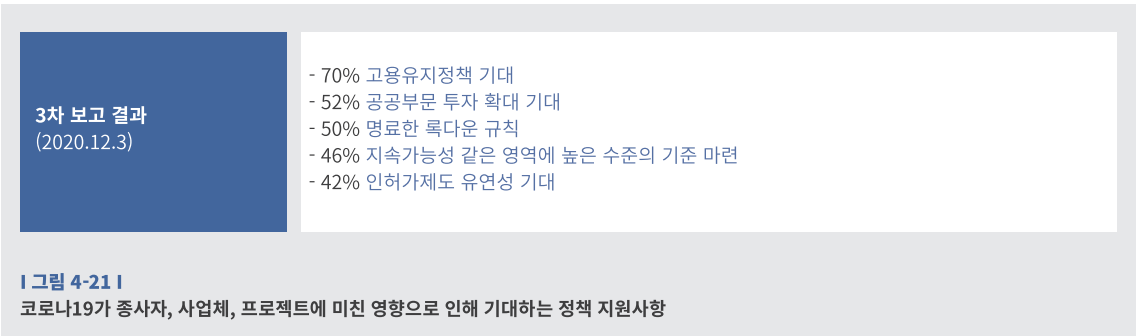 3차 보고 결과
(2020.12.3)
- 70% 고용유지정책 기대
- 52% 공공부문 투자 확대 기대
- 50% 명료한 록다운 규칙
- 46% 지속가능성 같은 영역에 높은 수준의 기준 마련
- 42% 인허가제도 유연성 기대
I 그림 4-21 I
코로나19가 종사자, 사업체, 프로젝트에 미친 영향으로 인해 기대하는 정책 지원사항